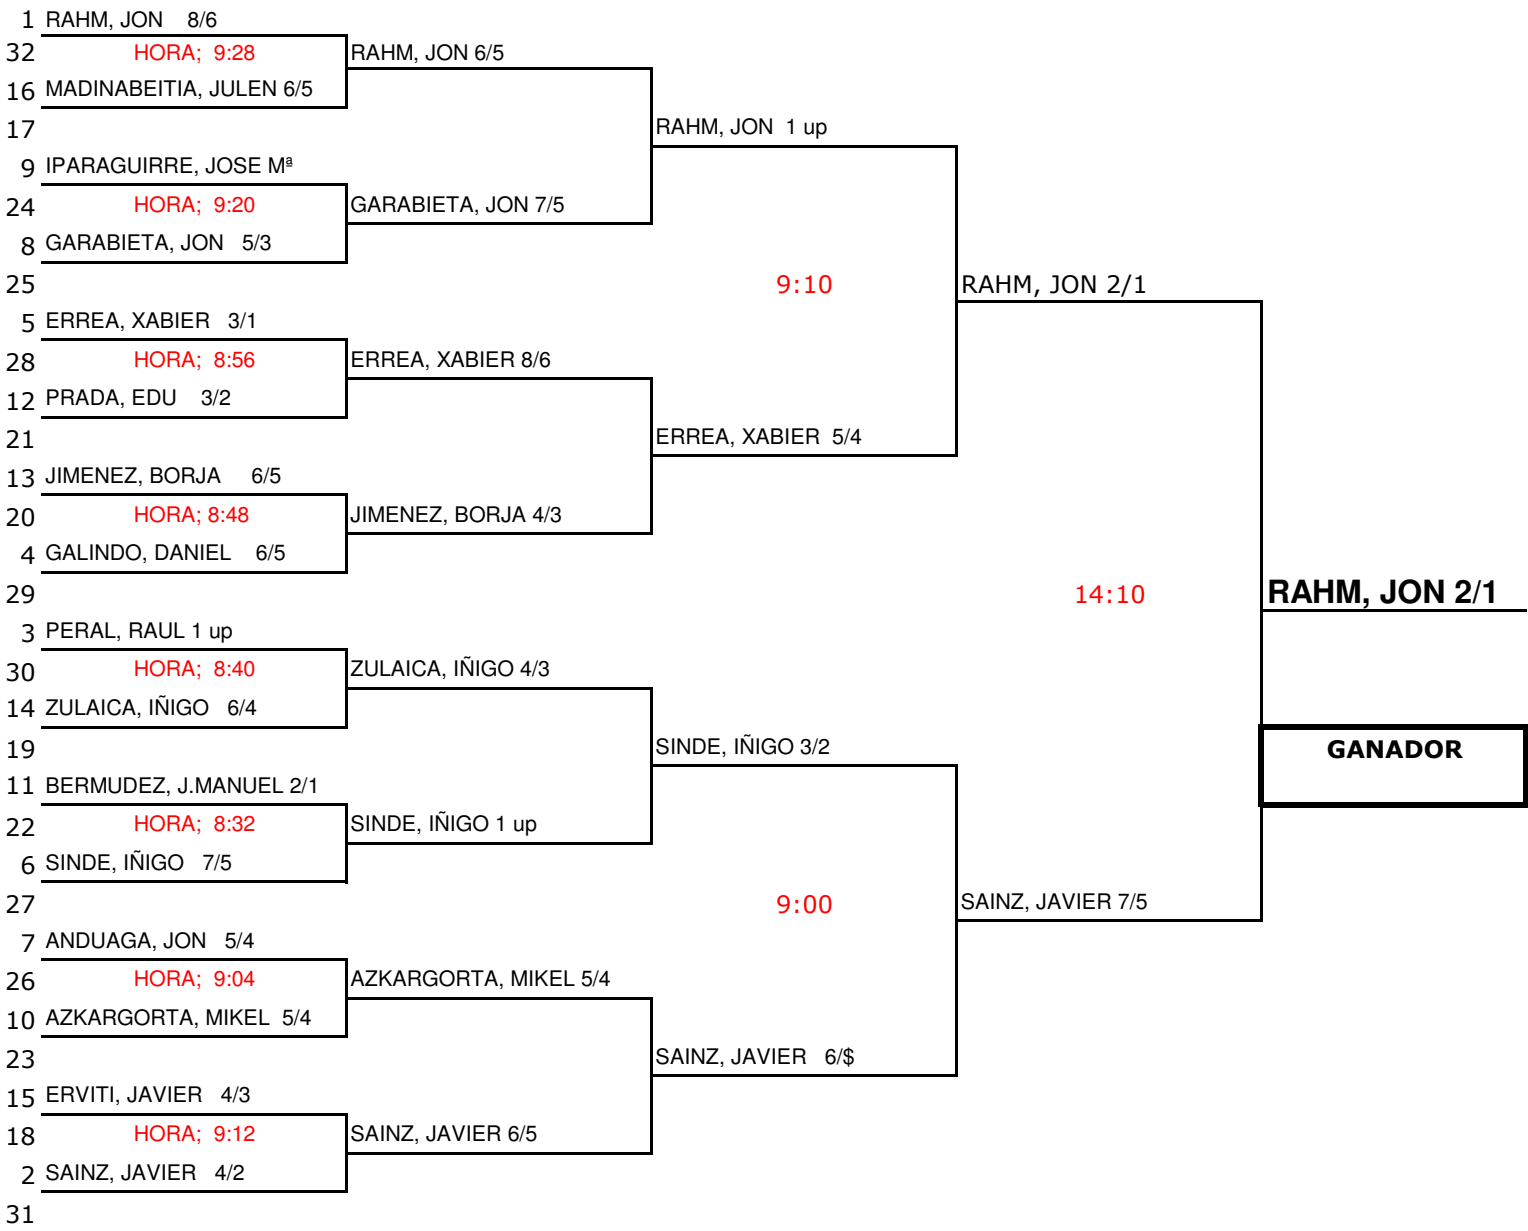 1 RAHM, JON 8/6
32 HORA; 9:28 RAHM, JON 6/5
16 MADINABEITIA, JULEN 6/5
17 RAHM, JON 1 up
9 IPARAGUIRRE, JOSE Mª
24 HORA; 9:20 GARABIETA, JON 7/5
8 GARABIETA, JON 5/3
25 9:10 RAHM, JON 2/1
5 ERREA, XABIER 3/1
28 HORA; 8:56 ERREA, XABIER 8/6
12 PRADA, EDU 3/2
21 ERREA, XABIER 5/4
13 JIMENEZ, BORJA 6/5
20 HORA; 8:48 JIMENEZ, BORJA 4/3
4 GALINDO, DANIEL 6/5
29 14:10 RAHM, JON 2/1
3 PERAL, RAUL 1 up
30 HORA; 8:40 ZULAICA, IÑIGO 4/3
14 ZULAICA, IÑIGO 6/4
19 SINDE, IÑIGO 3/2 GANADOR
11 BERMUDEZ, J.MANUEL 2/1
22 HORA; 8:32 SINDE, IÑIGO 1 up
6 SINDE, IÑIGO 7/5
27 9:00 SAINZ, JAVIER 7/5
7 ANDUAGA, JON 5/4
26 HORA; 9:04 AZKARGORTA, MIKEL 5/4
10 AZKARGORTA, MIKEL 5/4
23 SAINZ, JAVIER 6/$
15 ERVITI, JAVIER 4/3
18 HORA; 9:12 SAINZ, JAVIER 6/5
2 SAINZ, JAVIER 4/2
31